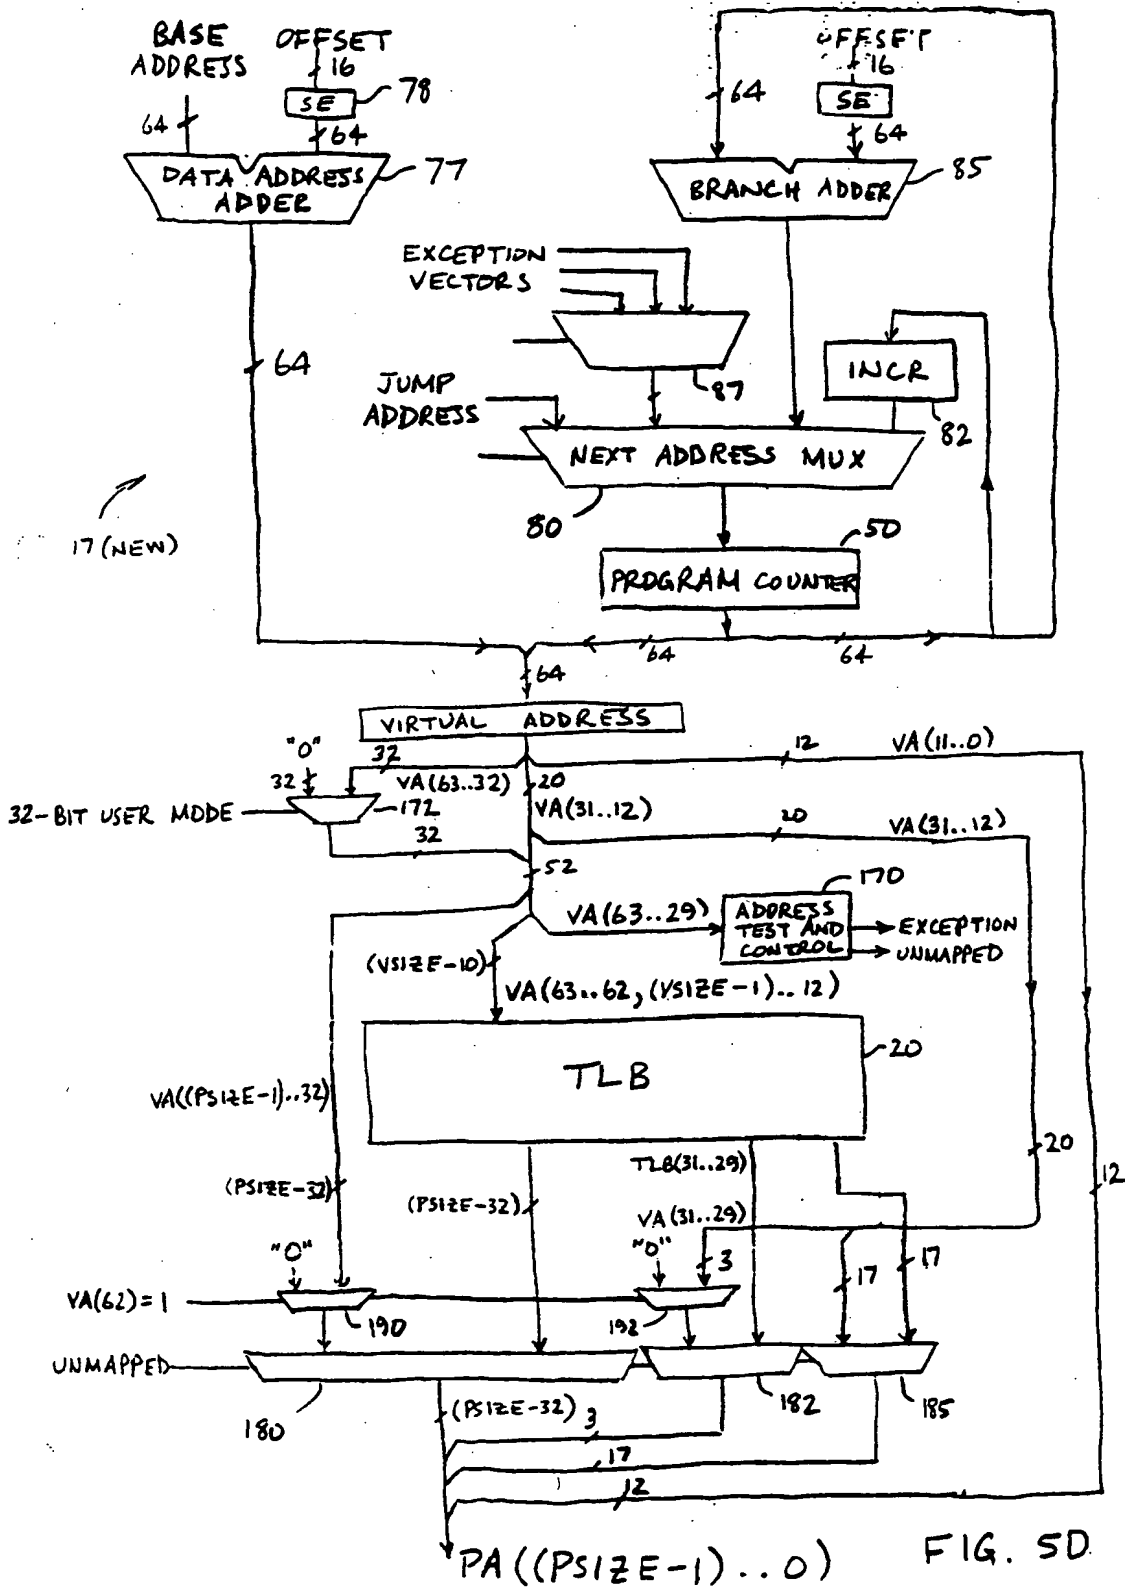 BASE
ADDRESS
OFFSET
16
SE
78
64
64
DATA ADDRESS
ADDER
77
OFFSET
16
64
SE
64
BRANCH ADDER
85
EXCEPTION
VECTORS
87
64
JUMP
ADDRESS
INCR
82
NEXT ADDRESS MUX
80
17 (NEW)
50
PROGRAM COUNTER
64
64
64
VIRTUAL ADDRESS
"0"
32
32
VA(63..32)
20
VA(31..12)
12
VA(11..0)
32-BIT USER MODE
172
32
20
VA(31..12)
52
170
VA(63..29)
ADDRESS
TEST AND
CONTROL
EXCEPTION
UNMAPPED
(VSIZE-10)
VA(63..62, (VSIZE-1)..12)
TLB
20
VA((PSIZE-1)..32)
20
12
TLB(31..29)
(PSIZE-32)
(PSIZE-32)
VA(31..29)
"0"
"0"
3
17
17
VA(62)=1
190
192
UNMAPPED
180
182
185
(PSIZE-32)
3
17
12
PA((PSIZE-1)..0)
FIG. 5D